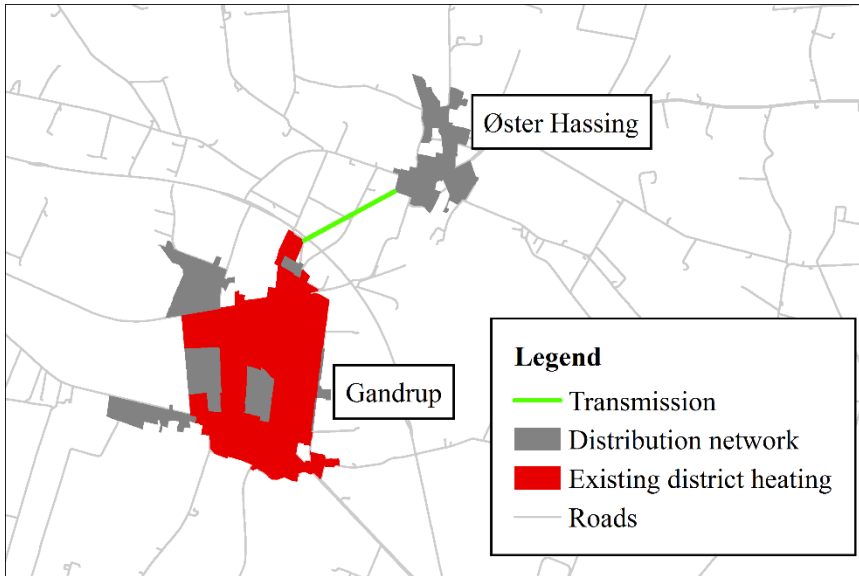 Øster Hassing
Gandrup
Legend
Transmission
Distribution network
Existing district heating
Roads